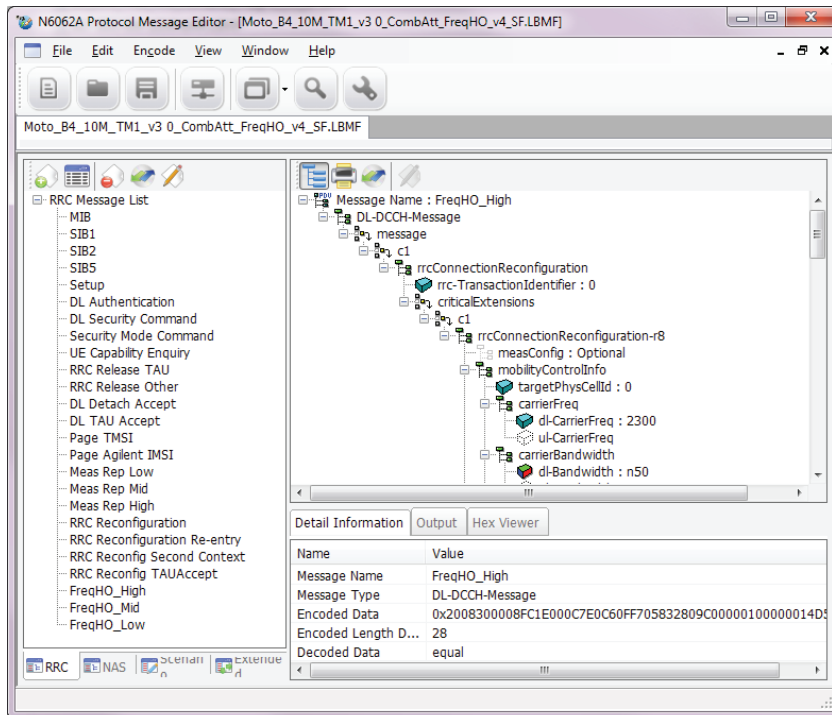 N6062A Protocol Message Editor - [Moto_B4_10M_TM1_v3 0_CombAtt_FreqHO_v4_SF.LBMF]
File Edit Encode View Window Help
Moto_B4_10M_TM1_v3 0_CombAtt_FreqHO_v4_SF.LBMF
RRC Message List
MIB
SIB1
SIB2
SIB5
Setup
DL Authentication
DL Security Command
Security Mode Command
UE Capability Enquiry
RRC Release TAU
RRC Release Other
DL Detach Accept
DL TAU Accept
Page TMSI
Page Agilent IMSI
Meas Rep Low
Meas Rep Mid
Meas Rep High
RRC Reconfiguration
RRC Reconfiguration Re-entry
RRC Reconfig Second Context
RRC Reconfig TAUAccept
FreqHO_High
FreqHO_Mid
FreqHO_Low
RRC NAS Scenario Extended
PDU Message Name : FreqHO_High
DL-DCCH-Message
message
c1
rrcConnectionReconfiguration
rrc-TransactionIdentifier : 0
criticalExtensions
c1
rrcConnectionReconfiguration-r8
measConfig : Optional
mobilityControlInfo
targetPhysCellId : 0
carrierFreq
dl-CarrierFreq : 2300
ul-CarrierFreq
carrierBandwidth
dl-Bandwidth : n50
Detail Information Output Hex Viewer
Name Value
Message Name FreqHO_High
Message Type DL-DCCH-Message
Encoded Data 0x2008300008FC1E000C7E0C60FF705832809C00000100000014D5
Encoded Length D... 28
Decoded Data equal